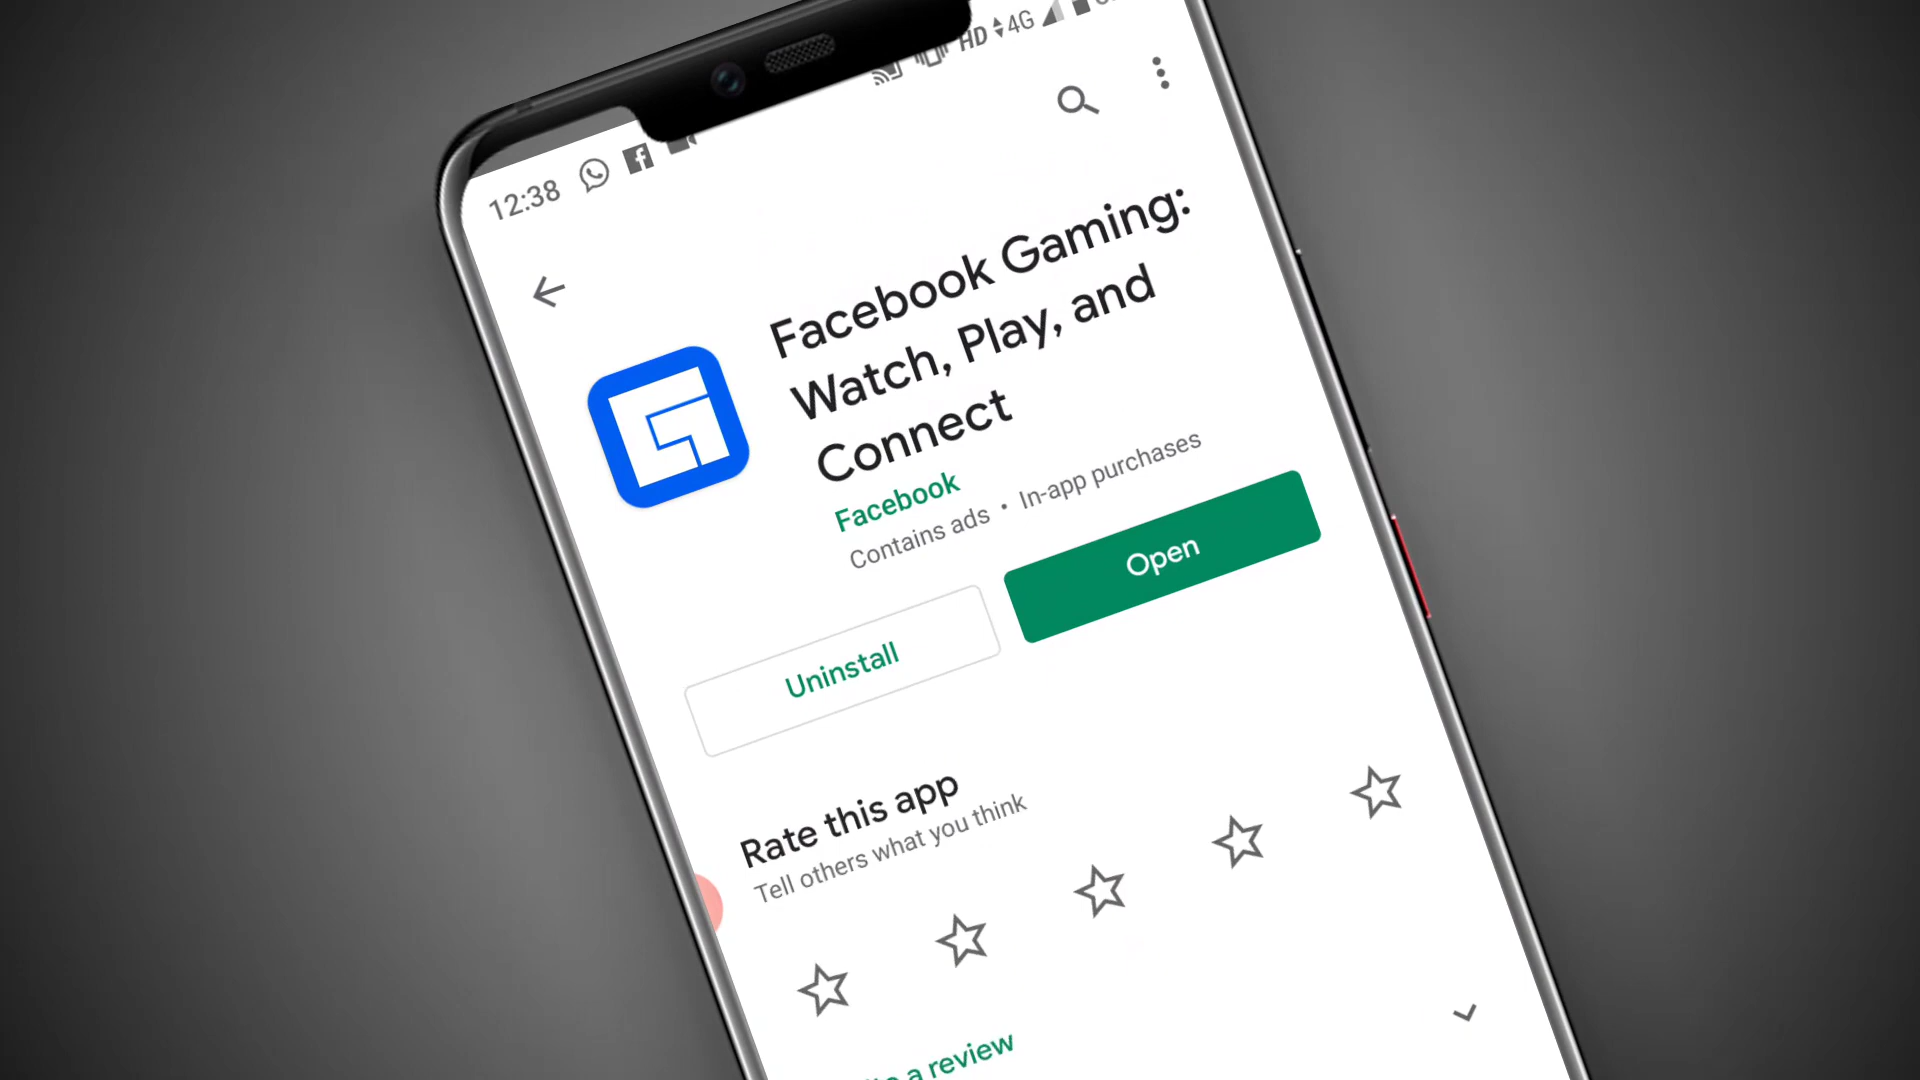 12:38
HD 4G
Facebook Gaming:
Watch, Play, and
Connect
Facebook
Contains ads • In-app purchases
Uninstall
Open
Rate this app
Tell others what you think
a review